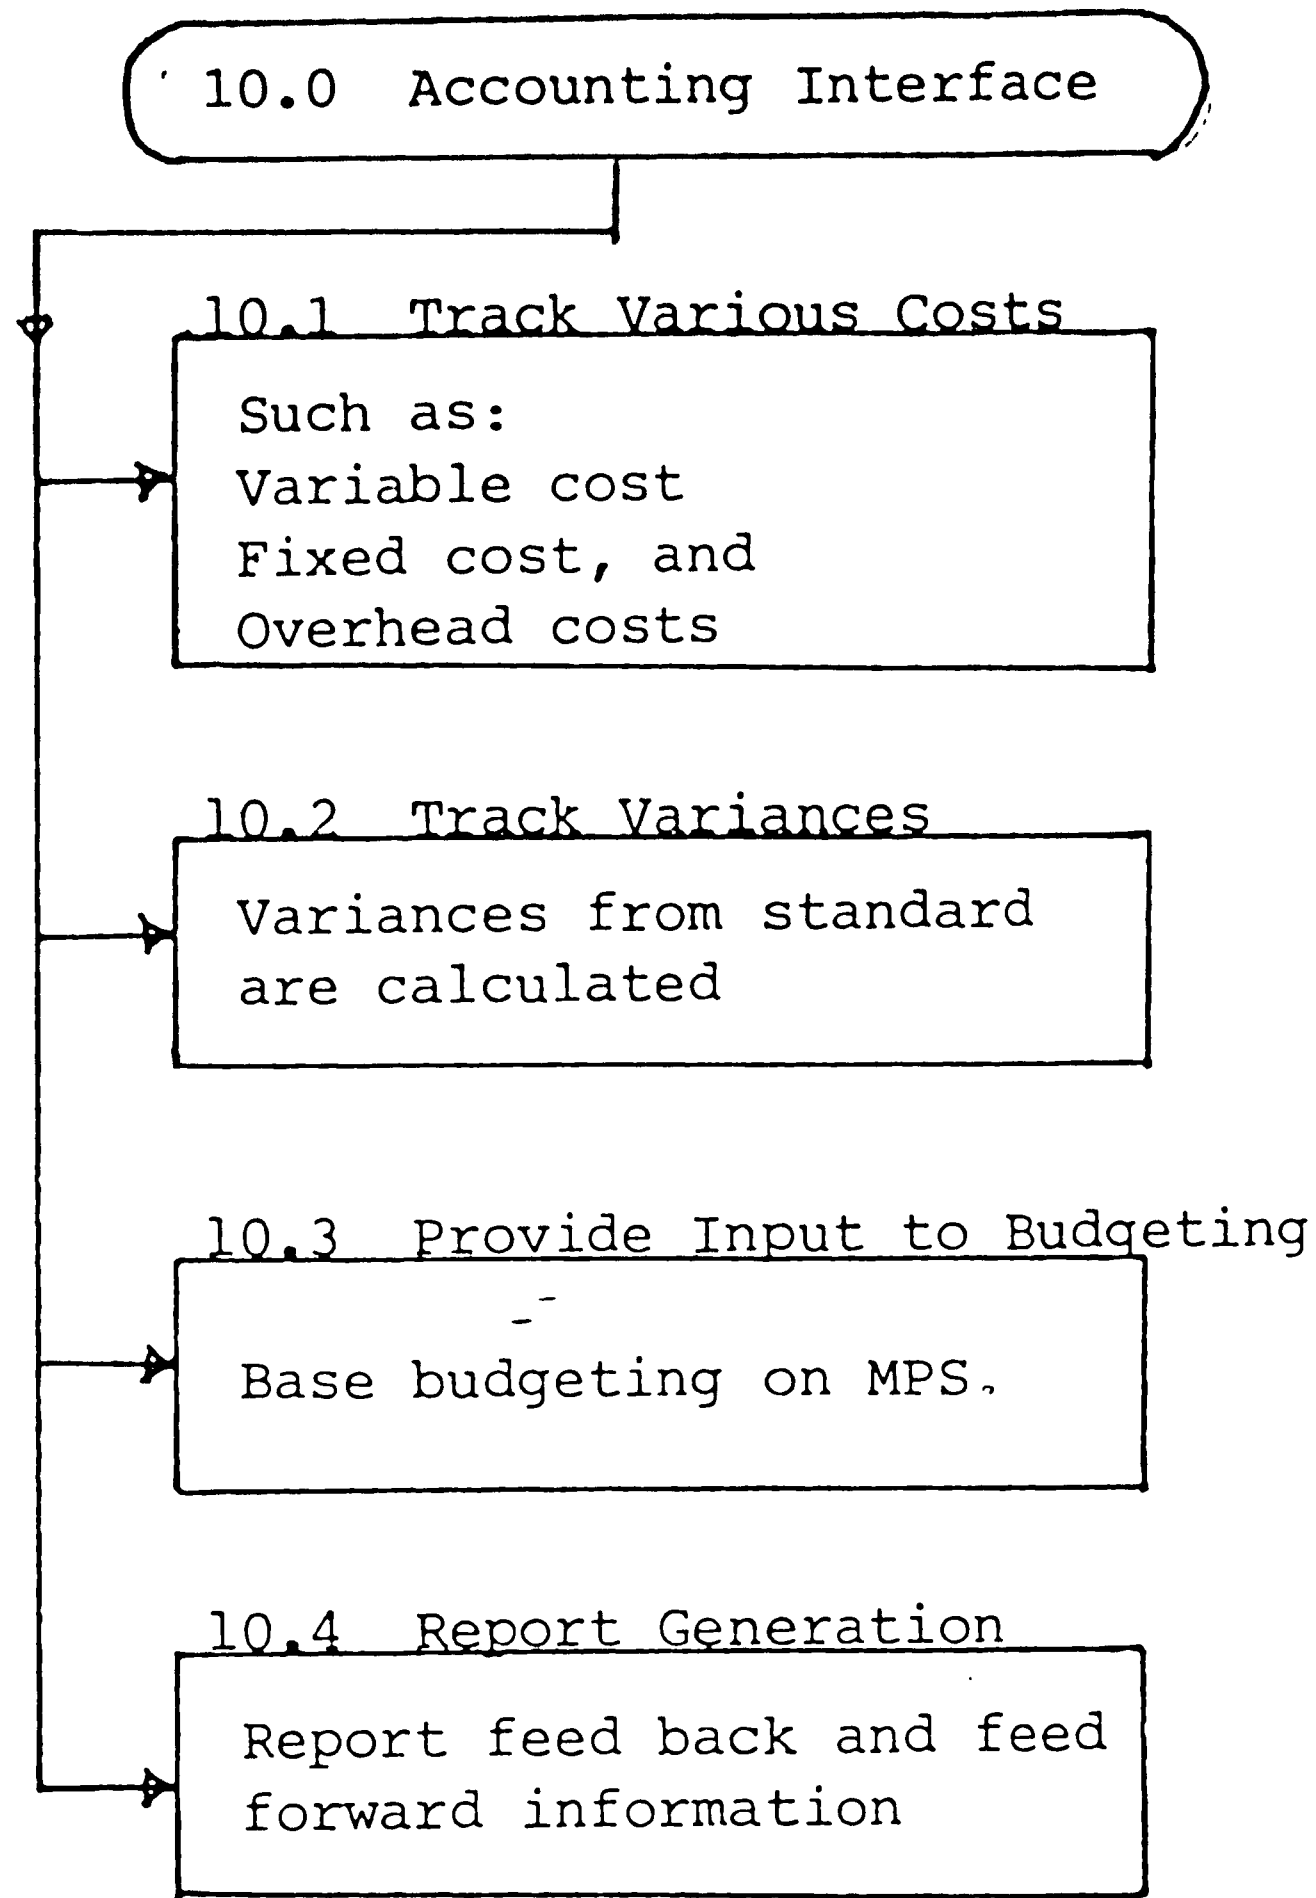 10.0 Accounting Interface
10.1 Track Various Costs
Such as:
Variable cost
Fixed cost, and
Overhead costs
10.2 Track Variances
Variances from standard
are calculated
10.3 Provide Input to Budgeting
Base budgeting on MPS.
10.4 Report Generation
Report feed back and feed
forward information